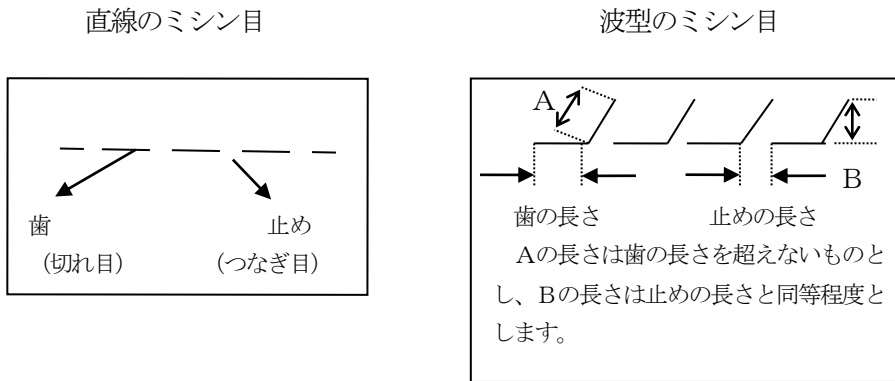 直線のミシン目
波型のミシン目
歯
止め
(切れ目)
(つなぎ目)
A
B
歯の長さ
止めの長さ
Aの長さは歯の長さを超えないものと
し、Bの長さは止めの長さと同等程度と
します。